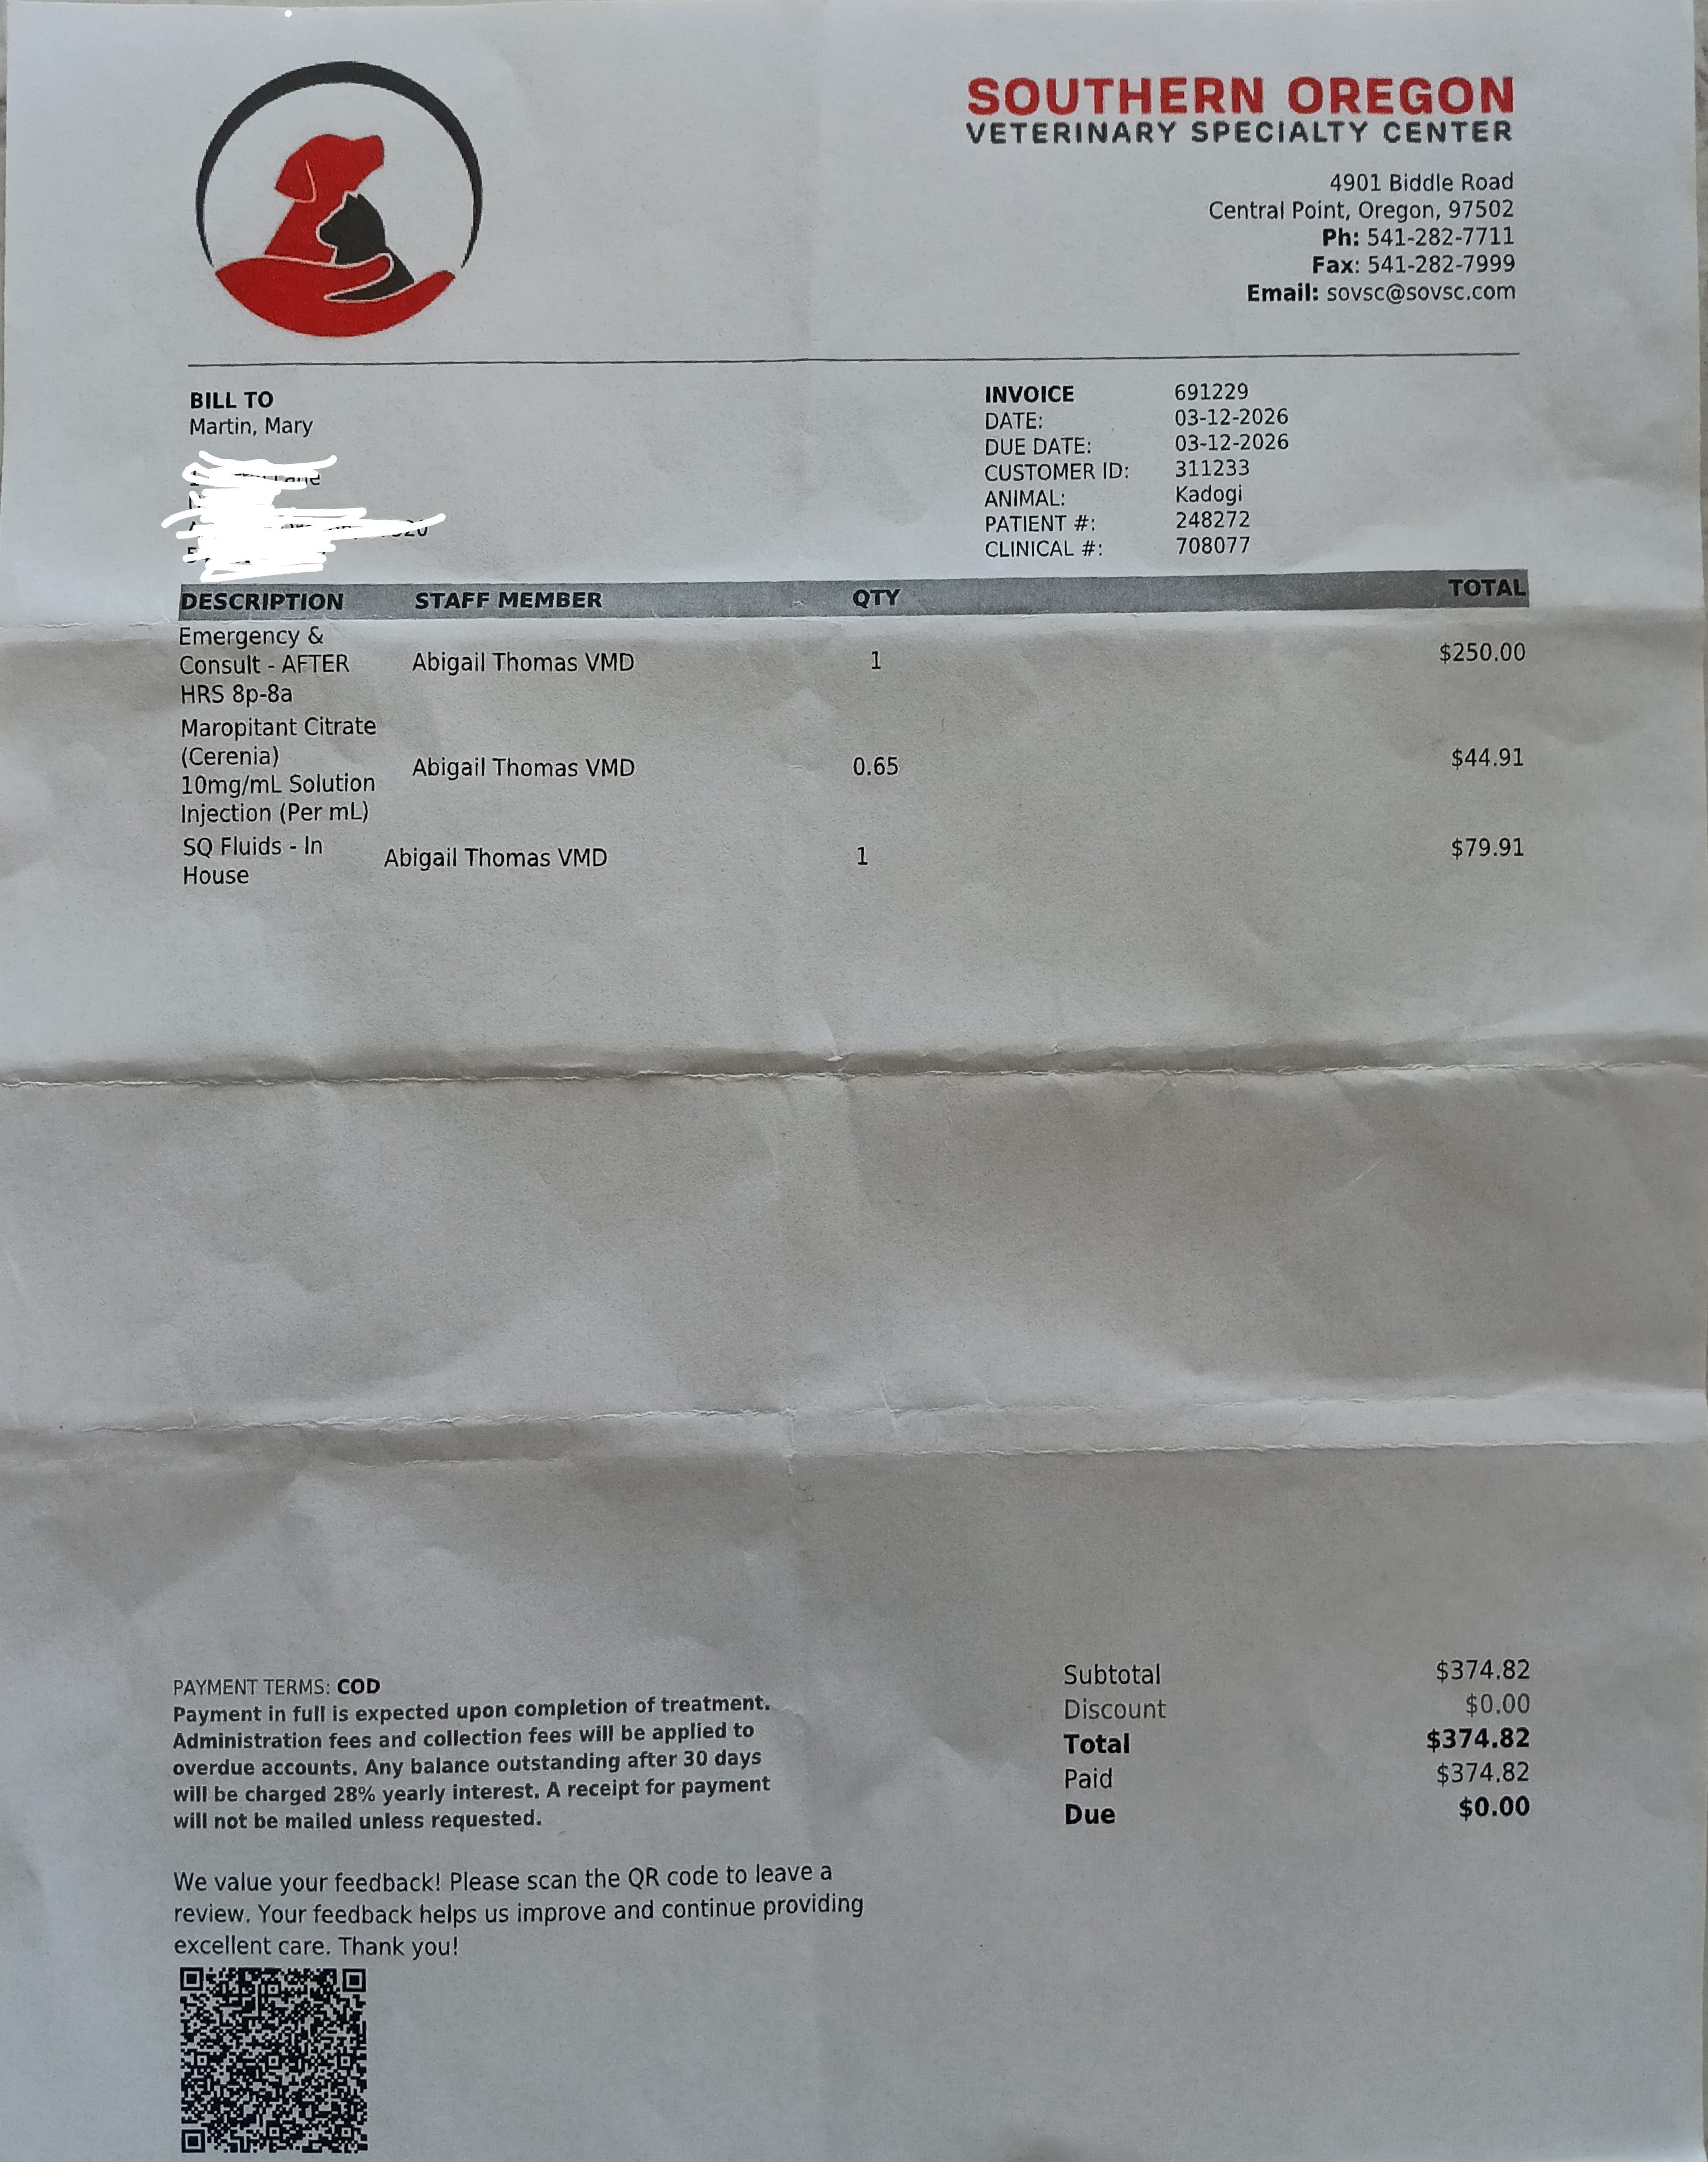 SOUTHERN OREGON
VETERINARY SPECIALTY CENTER
4901 Biddle Road
Central Point, Oregon, 97502
Ph: 541-282-7711
Fax: 541-282-7999
Email: sovsc@sovsc.com
BILL TO
Martin, Mary
INVOICE 691229
DATE: 03-12-2026
DUE DATE: 03-12-2026
CUSTOMER ID: 311233
ANIMAL: Kadogi
PATIENT #: 248272
CLINICAL #: 708077
DESCRIPTION STAFF MEMBER QTY TOTAL
Emergency &
Consult - AFTER Abigail Thomas VMD 1 $250.00
HRS 8p-8a
Maropitant Citrate
(Cerenia) Abigail Thomas VMD 0.65 $44.91
10mg/mL Solution
Injection (Per mL)
SQ Fluids - In Abigail Thomas VMD 1 $79.91
House
PAYMENT TERMS: COD
Payment in full is expected upon completion of treatment.
Administration fees and collection fees will be applied to
overdue accounts. Any balance outstanding after 30 days
will be charged 28% yearly interest. A receipt for payment
will not be mailed unless requested.
Subtotal $374.82
Discount $0.00
Total $374.82
Paid $374.82
Due $0.00
We value your feedback! Please scan the QR code to leave a
review. Your feedback helps us improve and continue providing
excellent care. Thank you!